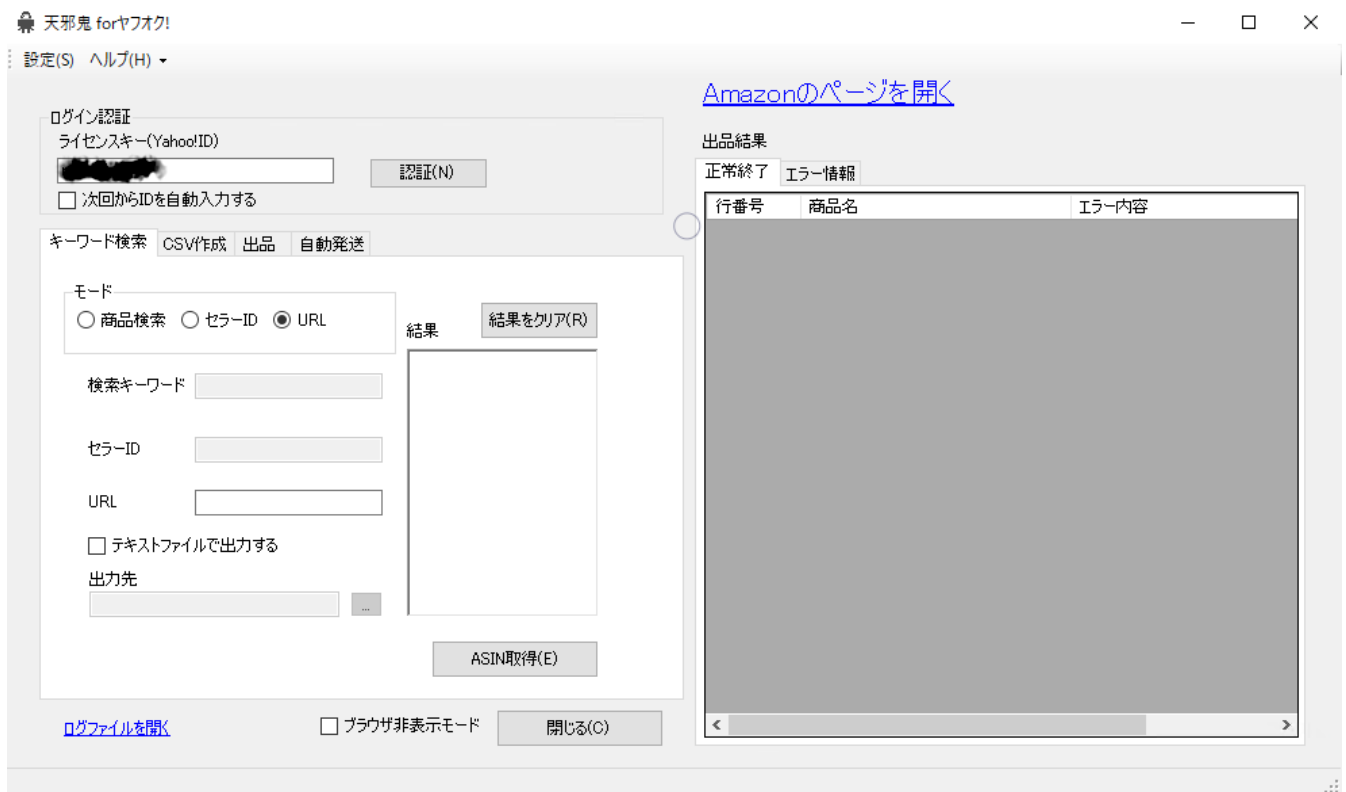 天邪鬼 forヤフオク!
設定(S) ヘルプ(H)
ログイン認証
ライセンスキー(Yahoo!ID)
認証(N)
次回からIDを自動入力する
キーワード検索 CSV作成 出品 自動発送
モード
商品検索 セラーID URL
結果 結果をクリア(R)
検索キーワード
セラーID
URL
テキストファイルで出力する
出力先
...
ASIN取得(E)
ログファイルを開く ブラウザ非表示モード 閉じる(C)
Amazonのページを開く
出品結果
正常終了 エラー情報
行番号 商品名 エラー内容